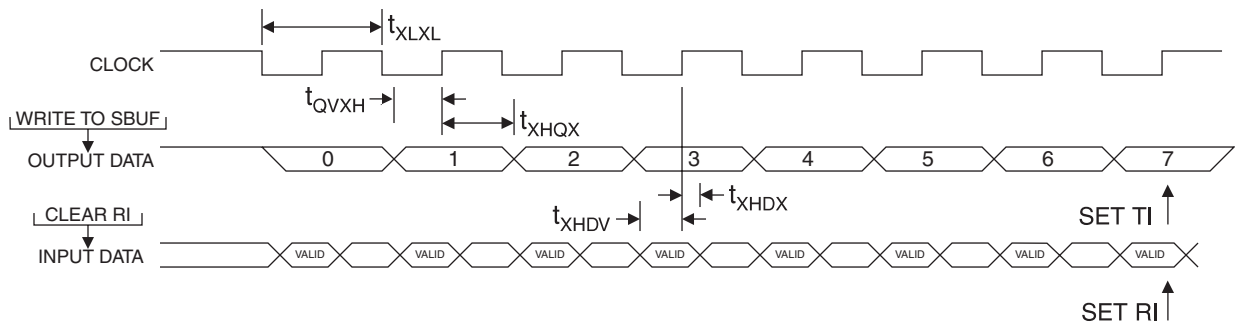 tXLXL
CLOCK
tQVXH
tXHQX
WRITE TO SBUF
OUTPUT DATA 0 1 2 3 4 5 6 7
tXHDX
tXHDV
SET TI
CLEAR RI
INPUT DATA VALID VALID VALID VALID VALID VALID VALID VALID
SET RI